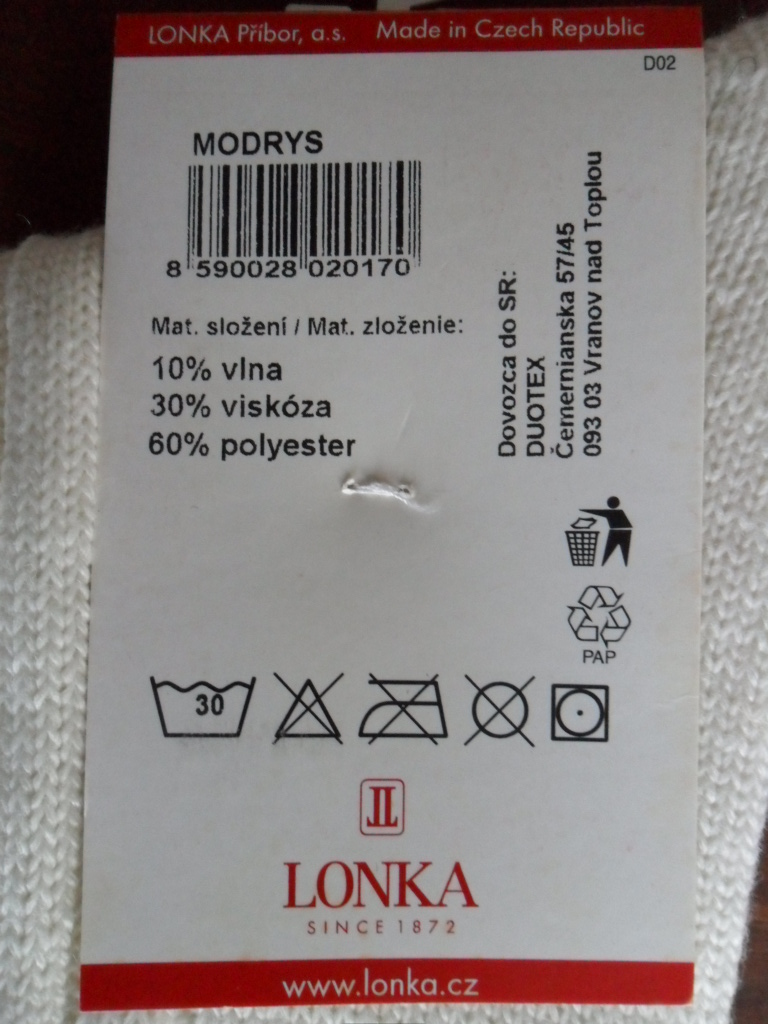 LONKA Příbor, a.s. Made in Czech Republic
D02
MODRYS
8 590028 020170
Mat. složení / Mat. zloženie:
10% vlna
30% viskóza
60% polyester
Dovozca do SR:
DUOTEX
Čemernianska 57/45
093 03 Vranov nad Topľou
PAP
30
LONKA
SINCE 1872
www.lonka.cz